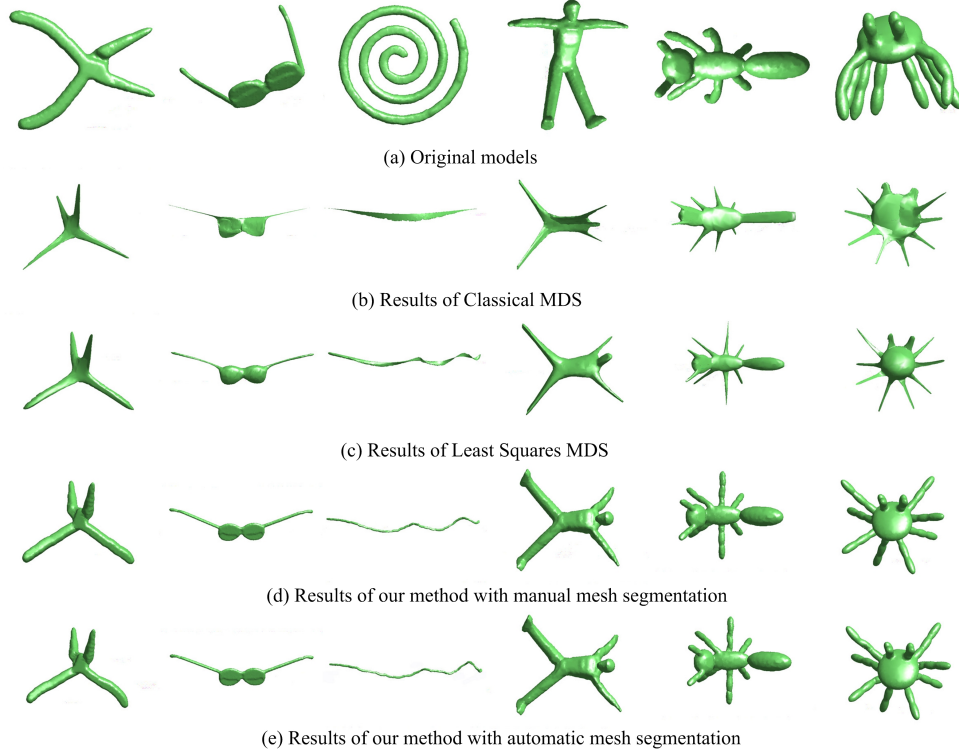 (a) Original models
(b) Results of Classical MDS
(c) Results of Least Squares MDS
(d) Results of our method with manual mesh segmentation
(e) Results of our method with automatic mesh segmentation